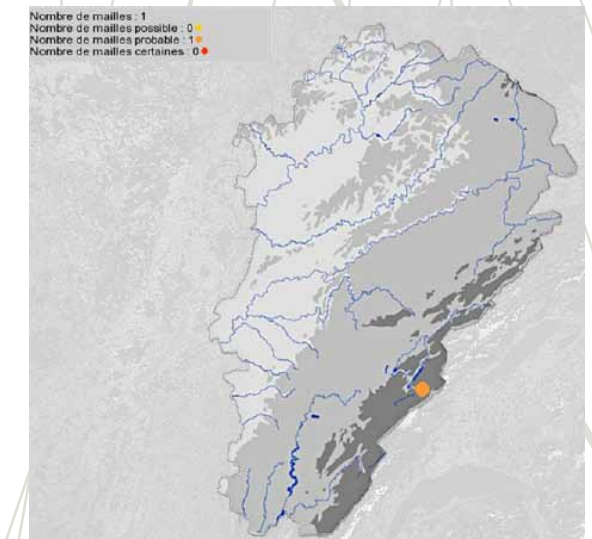 Nombre de mailles : 1
Nombre de mailles possible : 0
Nombre de mailles probable : 1
Nombre de mailles certaines : 0